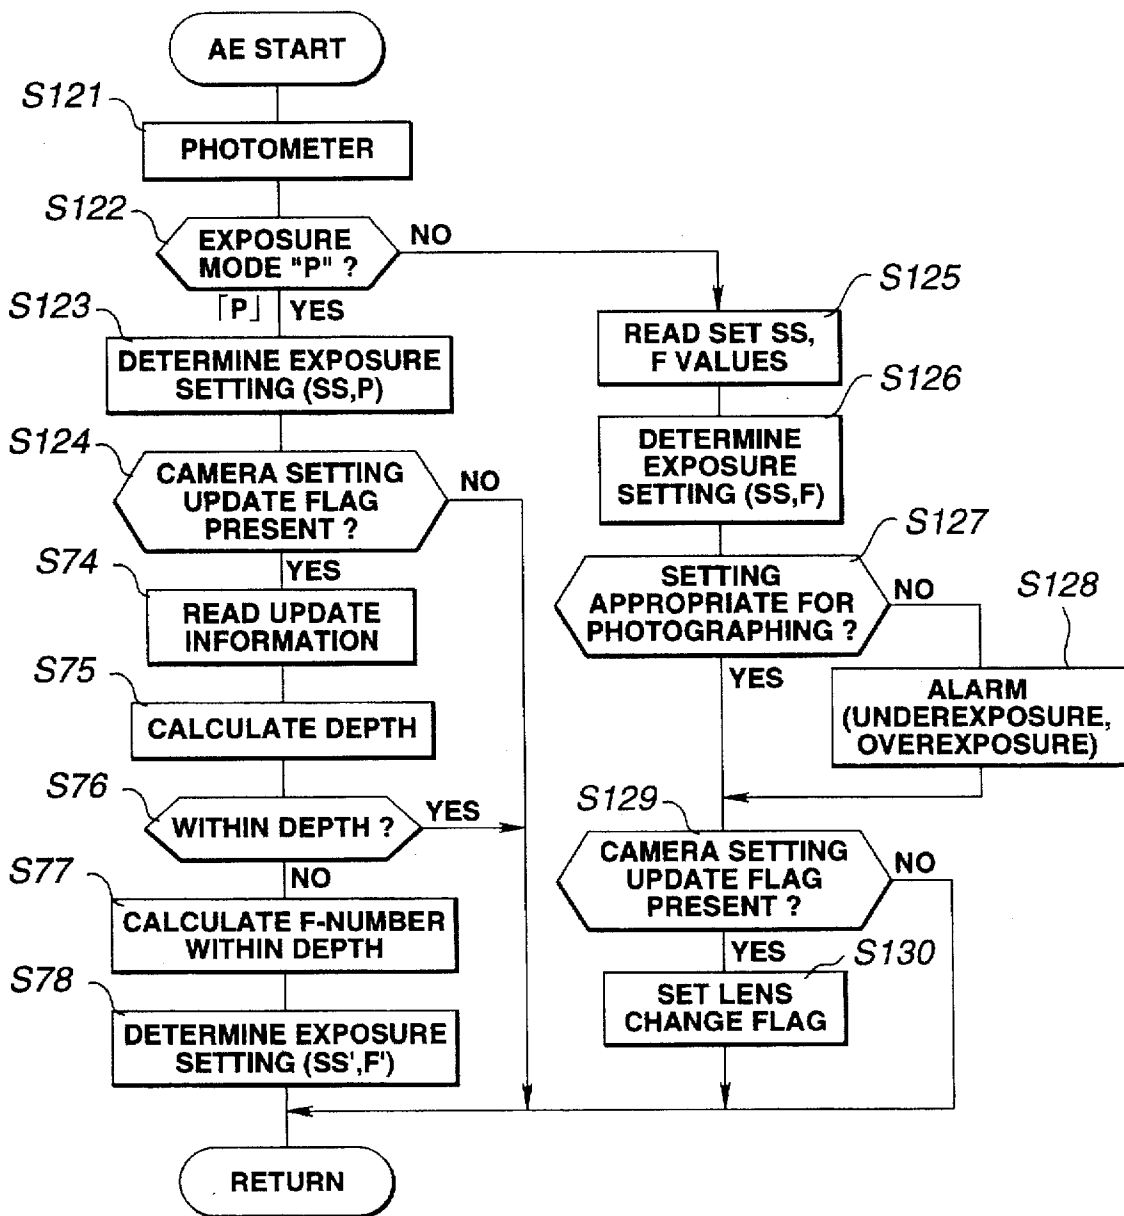 AE START
S121
PHOTOMETER
S122
EXPOSURE
MODE "P" ?
NO
「P」 YES
S123
DETERMINE EXPOSURE
SETTING (SS,P)
S124
CAMERA SETTING
UPDATE FLAG
PRESENT ?
NO
YES
S74
READ UPDATE
INFORMATION
S75
CALCULATE DEPTH
S76
WITHIN DEPTH ?
YES
NO
S77
CALCULATE F-NUMBER
WITHIN DEPTH
S78
DETERMINE EXPOSURE
SETTING (SS',F')
RETURN
S125
READ SET SS,
F VALUES
S126
DETERMINE
EXPOSURE
SETTING (SS,F)
S127
SETTING
APPROPRIATE FOR
PHOTOGRAPHING ?
NO
YES
S128
ALARM
(UNDEREXPOSURE,
OVEREXPOSURE)
S129
CAMERA SETTING
UPDATE FLAG
PRESENT ?
NO
YES
S130
SET LENS
CHANGE FLAG